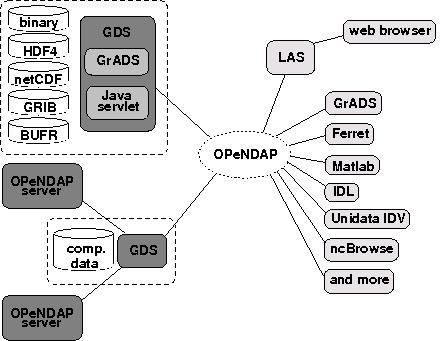 binary
HDF4
netCDF
GRIB
BUFR
GDS
GrADS
Java
servlet
OPeNDAP
server
comp.
data
GDS
OPeNDAP
server
OPeNDAP
LAS
web browser
GrADS
Ferret
Matlab
IDL
Unidata IDV
ncBrowse
and more